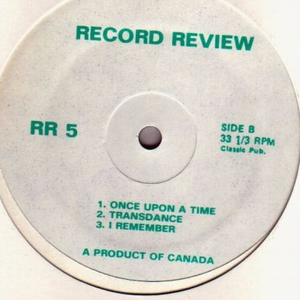 RECORD REVIEW
RR 5
SIDE B
33 1/3 RPM
Classic Pub.
1. ONCE UPON A TIME
2. TRANSDANCE
3. I REMEMBER
A PRODUCT OF CANADA